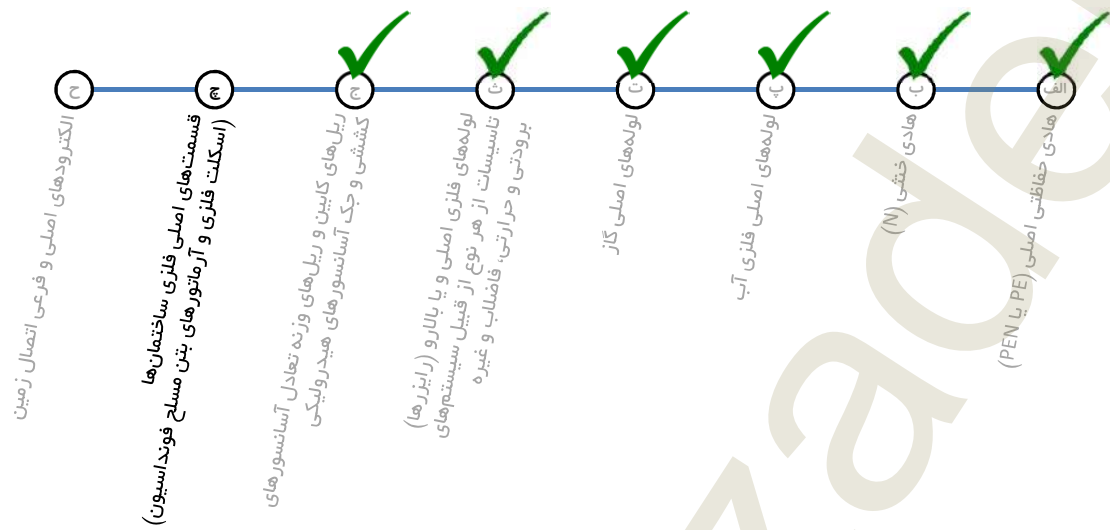 الف
هادی حفاظتی اصلی (PE یا PEN)
ب
هادی خنثی (N)
پ
لوله‌های اصلی فلزی آب
ت
لوله‌های اصلی گاز
ث
لوله‌های فلزی اصلی و یا بالارو (رایزرها)
تاسیسات از هر نوع از قبیل سیستم‌های
برودتی و حرارتی، فاضلاب و غیره
ج
ریل‌های کابین و ریل‌های وزنه تعادل آسانسورهای
کششی و جک آسانسورهای هیدرولیکی
چ
قسمت‌های اصلی فلزی ساختمان‌ها
(اسکلت فلزی و آرماتورهای بتن مسلح فونداسیون)
ح
الکترودهای اصلی و فرعی اتصال زمین
zade